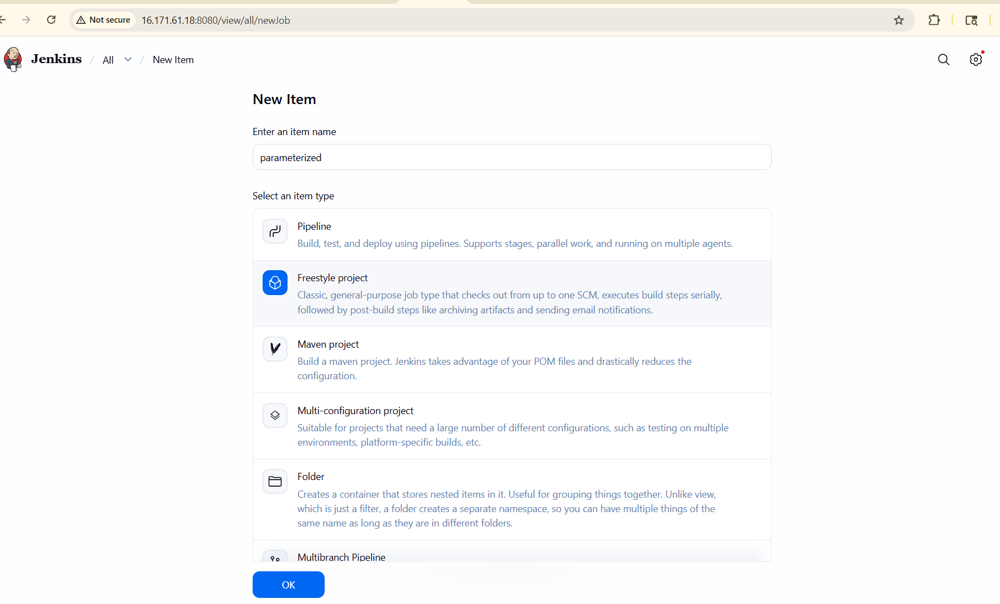 Not secure 16.171.61.18:8080/view/all/newJob
Jenkins / All / New Item
New Item
Enter an item name
parameterized
Select an item type
Pipeline
Build, test, and deploy using pipelines. Supports stages, parallel work, and running on multiple agents.
Freestyle project
Classic, general-purpose job type that checks out from up to one SCM, executes build steps serially,
followed by post-build steps like archiving artifacts and sending email notifications.
Maven project
Build a maven project. Jenkins takes advantage of your POM files and drastically reduces the
configuration.
Multi-configuration project
Suitable for projects that need a large number of different configurations, such as testing on multiple
environments, platform-specific builds, etc.
Folder
Creates a container that stores nested items in it. Useful for grouping things together. Unlike view,
which is just a filter, a folder creates a separate namespace, so you can have multiple things of the
same name as long as they are in different folders.
Multibranch Pipeline
OK